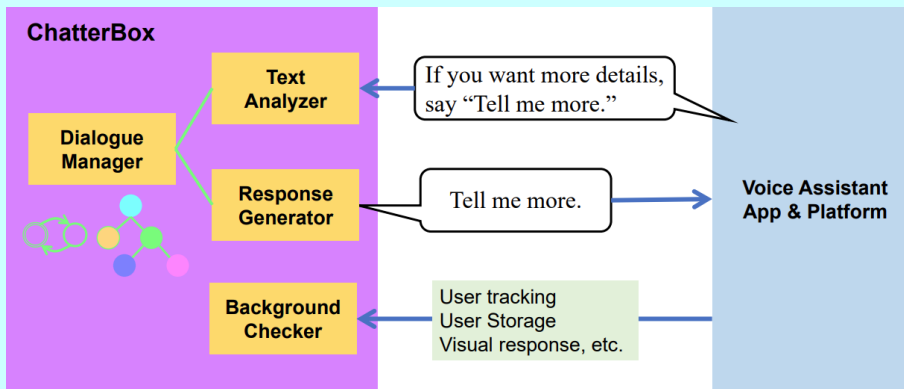 ChatterBox
Text
Analyzer
If you want more details,
say “Tell me more.”
Dialogue
Manager
Response
Generator
Tell me more.
Voice Assistant
App & Platform
Background
Checker
User tracking
User Storage
Visual response, etc.